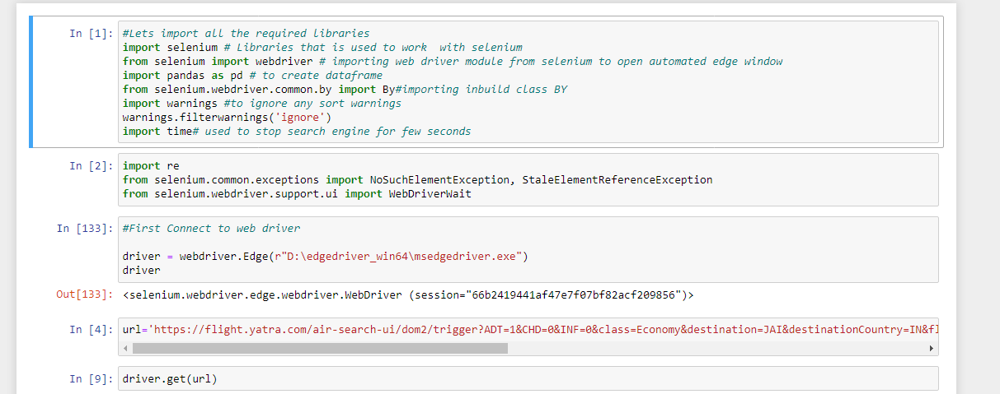 In [1]: #Lets import all the required libraries
import selenium # Libraries that is used to work  with selenium
from selenium import webdriver # importing web driver module from selenium to open automated edge window
import pandas as pd # to create dataframe
from selenium.webdriver.common.by import By#importing inbuild class BY
import warnings #to ignore any sort warnings
warnings.filterwarnings('ignore')
import time# used to stop search engine for few seconds
In [2]: import re
from selenium.common.exceptions import NoSuchElementException, StaleElementReferenceException
from selenium.webdriver.support.ui import WebDriverWait
In [133]: #First Connect to web driver
driver = webdriver.Edge(r"D:\edgedriver_win64\msedgedriver.exe")
driver
Out[133]: <selenium.webdriver.edge.webdriver.WebDriver (session="66b2419441af47e7f07bf82acf209856")>
In [4]: url='https://flight.yatra.com/air-search-ui/dom2/trigger?ADT=1&CHD=0&INF=0&class=Economy&destination=JAI&destinationCountry=IN&fl
In [9]: driver.get(url)